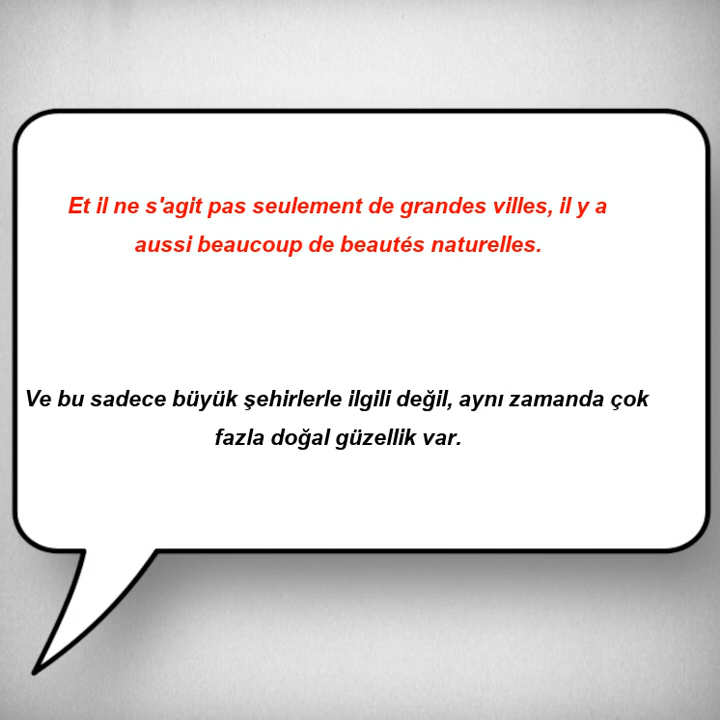 Et il ne s'agit pas seulement de grandes villes, il y a
aussi beaucoup de beautés naturelles.
Ve bu sadece büyük şehirlerle ilgili değil, aynı zamanda çok
fazla doğal güzellik var.